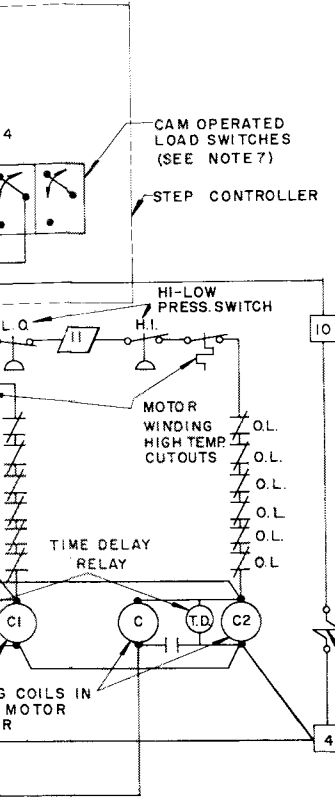 4
CAM OPERATED
LOAD SWITCHES
(SEE NOTE 7)
STEP CONTROLLER
HI-LOW
PRESS. SWITCH
L.O.
H.I.
11
10
MOTOR
WINDING
HIGH TEMP.
CUTOUTS
O.L.
O.L.
O.L.
O.L.
O.L.
O.L
TIME DELAY
RELAY
C1
C
T.D.
C2
G COILS IN
MOTOR
R
4